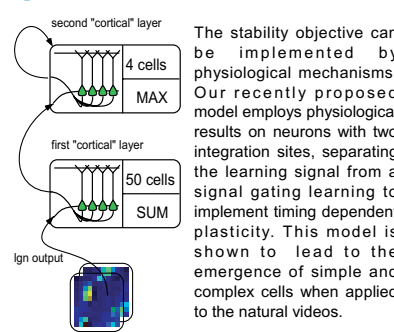 second "cortical" layer
4 cells
MAX
first "cortical" layer
50 cells
SUM
lgn output
The stability objective can
be implemented by
physiological mechanisms
Our recently proposed
model employs physiological
results on neurons with two
integration sites, separating
the learning signal from a
signal gating learning to
implement timing dependent
plasticity. This model is
shown to lead to the
emergence of simple and
complex cells when applied
to the natural videos.